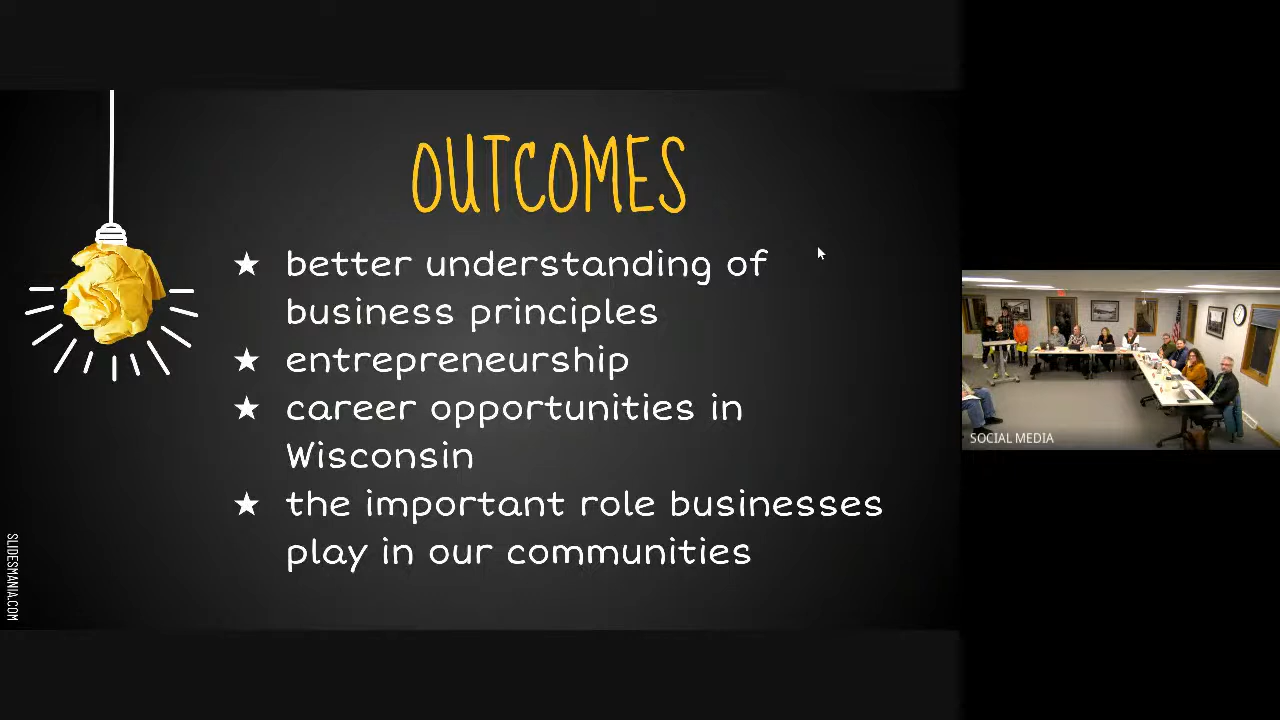 OUTCOMES
★ better understanding of
business principles
★ entrepreneurship
★ career opportunities in
Wisconsin
★ the important role businesses
play in our communities
SLIDESMANIA.COM
SOCIAL MEDIA